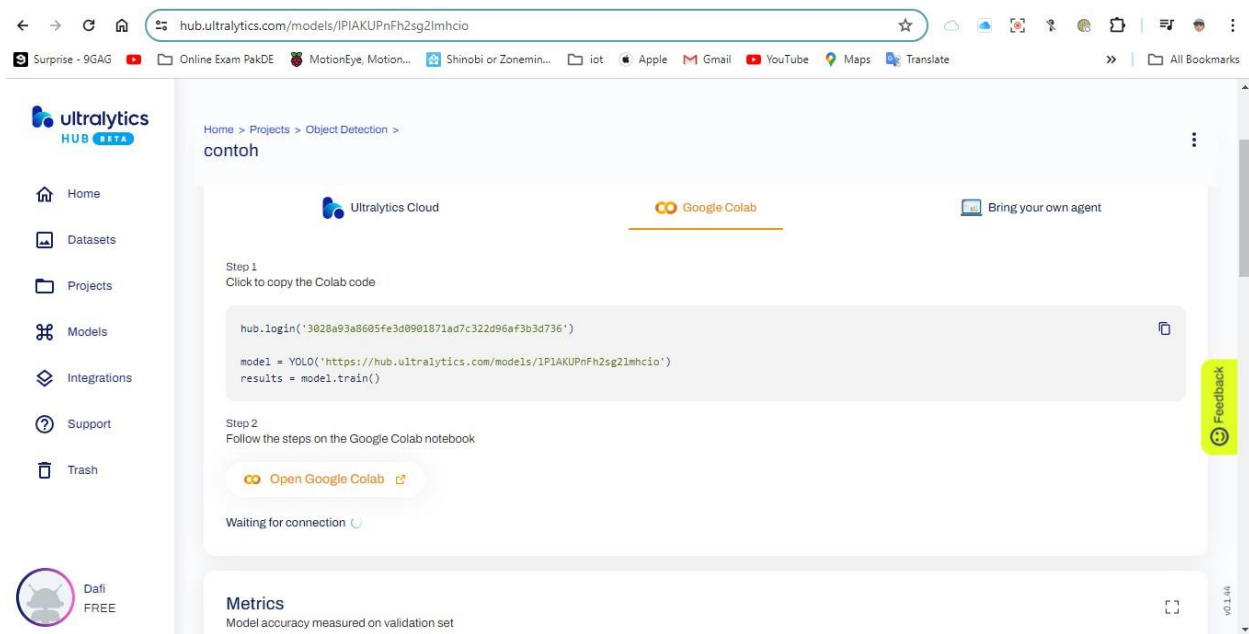 hub.ultralytics.com/models/lPlAKUPnFh2sg2lmhcio
Surprise - 9GAG Online Exam PakDE MotionEye, Motion... Shinobi or Zonemin... iot Apple Gmail YouTube Maps Translate » All Bookmarks
ultralytics
HUB BETA
Home
Datasets
Projects
Models
Integrations
Support
Trash
Dafi
FREE
Home > Projects > Object Detection >
contoh
Ultralytics Cloud Google Colab Bring your own agent
Step 1
Click to copy the Colab code
hub.login('3028a93a8605fe3d0901871ad7c322d96af3b3d736')
model = YOLO('https://hub.ultralytics.com/models/lPlAKUPnFh2sg2lmhcio')
results = model.train()
Step 2
Follow the steps on the Google Colab notebook
Open Google Colab
Waiting for connection
Metrics
Model accuracy measured on validation set
Feedback
v0.1.44